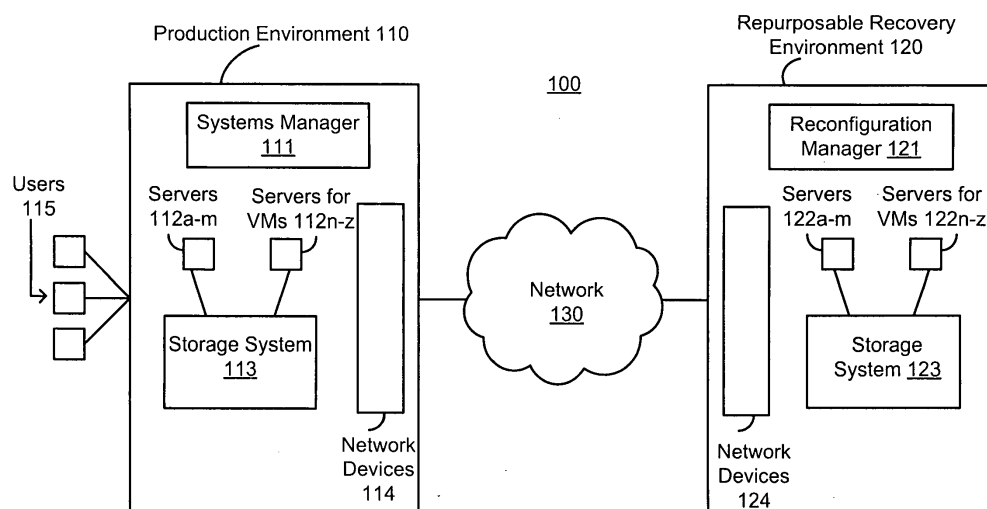 Production Environment 110
Repurposable Recovery
Environment 120
100
Systems Manager
111
Reconfiguration
Manager 121
Users
115
Servers
112a-m
Servers for
VMs 112n-z
Servers
122a-m
Servers for
VMs 122n-z
Network
130
Storage System
113
Storage
System 123
Network
Devices
114
Network
Devices
124